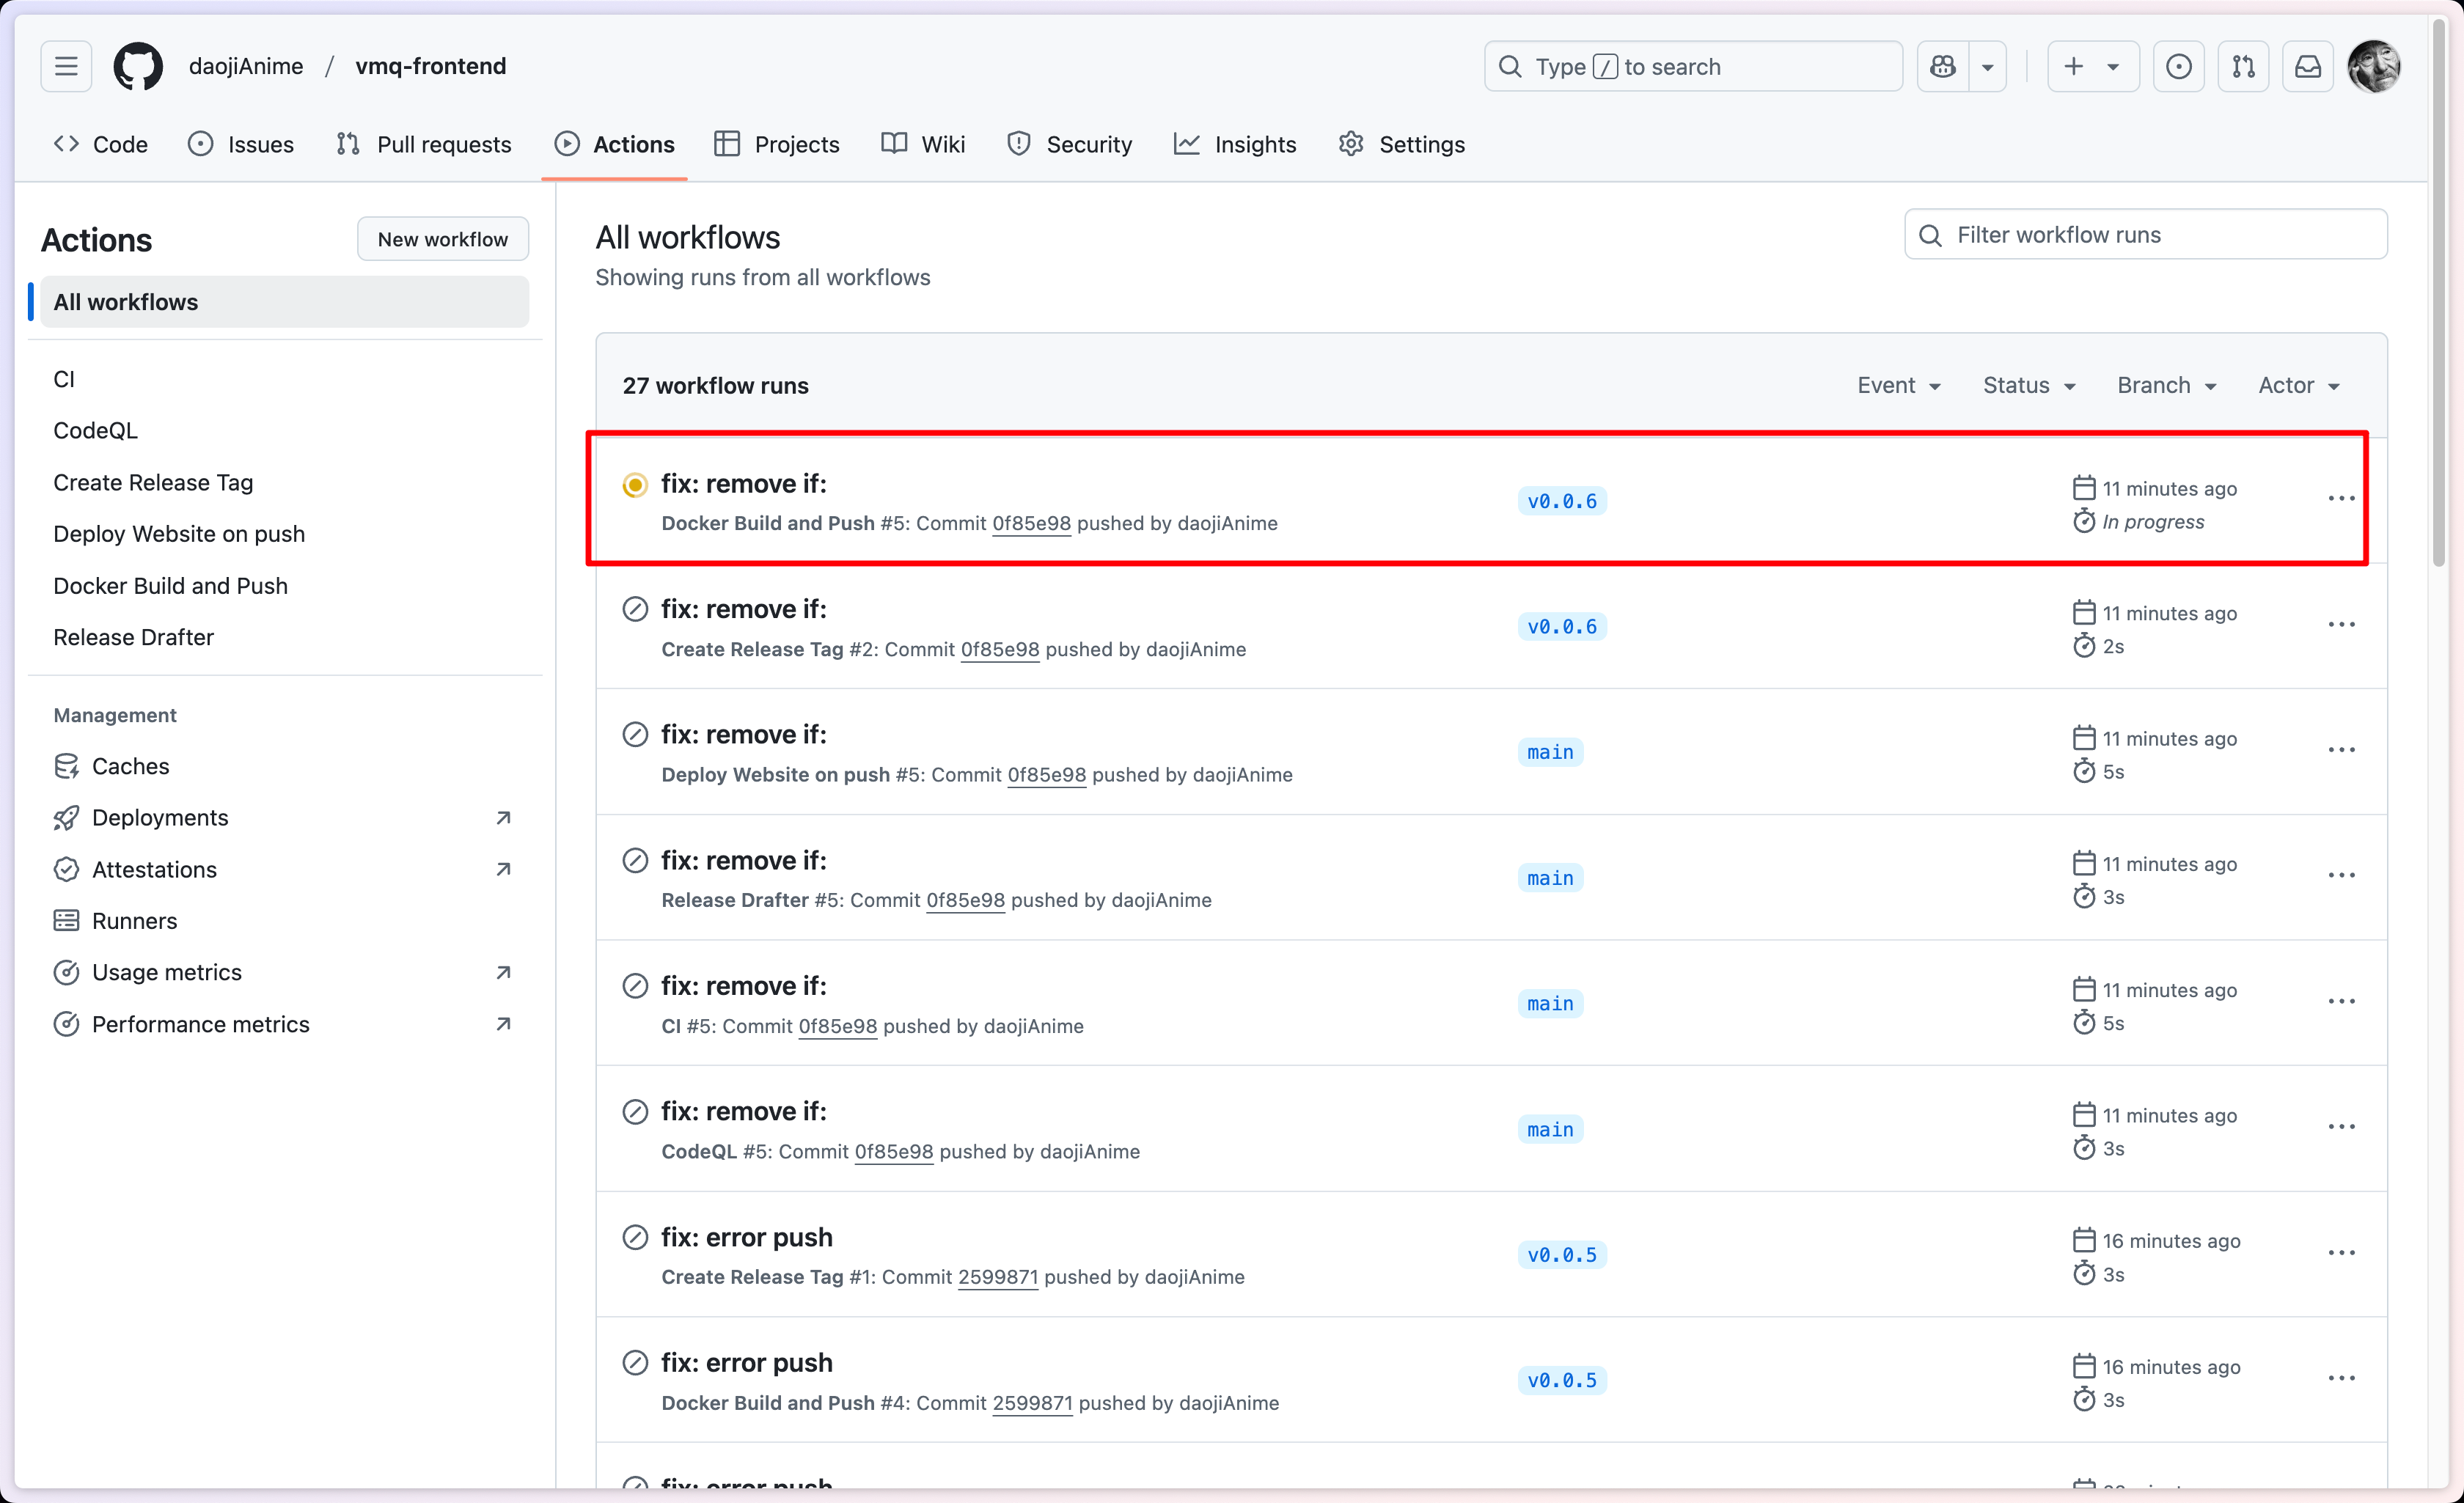 daojiAnime / vmq-frontend
Type / to search
Code
Issues
Pull requests
Actions
Projects
Wiki
Security
Insights
Settings
Actions
New workflow
All workflows
CI
CodeQL
Create Release Tag
Deploy Website on push
Docker Build and Push
Release Drafter
Management
Caches
Deployments
Attestations
Runners
Usage metrics
Performance metrics
All workflows
Showing runs from all workflows
Filter workflow runs
27 workflow runs
Event
Status
Branch
Actor
fix: remove if:
Docker Build and Push #5: Commit 0f85e98 pushed by daojiAnime
v0.0.6
11 minutes ago
In progress
fix: remove if:
Create Release Tag #2: Commit 0f85e98 pushed by daojiAnime
v0.0.6
11 minutes ago
2s
fix: remove if:
Deploy Website on push #5: Commit 0f85e98 pushed by daojiAnime
main
11 minutes ago
5s
fix: remove if:
Release Drafter #5: Commit 0f85e98 pushed by daojiAnime
main
11 minutes ago
3s
fix: remove if:
CI #5: Commit 0f85e98 pushed by daojiAnime
main
11 minutes ago
5s
fix: remove if:
CodeQL #5: Commit 0f85e98 pushed by daojiAnime
main
11 minutes ago
3s
fix: error push
Create Release Tag #1: Commit 2599871 pushed by daojiAnime
v0.0.5
16 minutes ago
3s
fix: error push
Docker Build and Push #4: Commit 2599871 pushed by daojiAnime
v0.0.5
16 minutes ago
3s
fix: error push